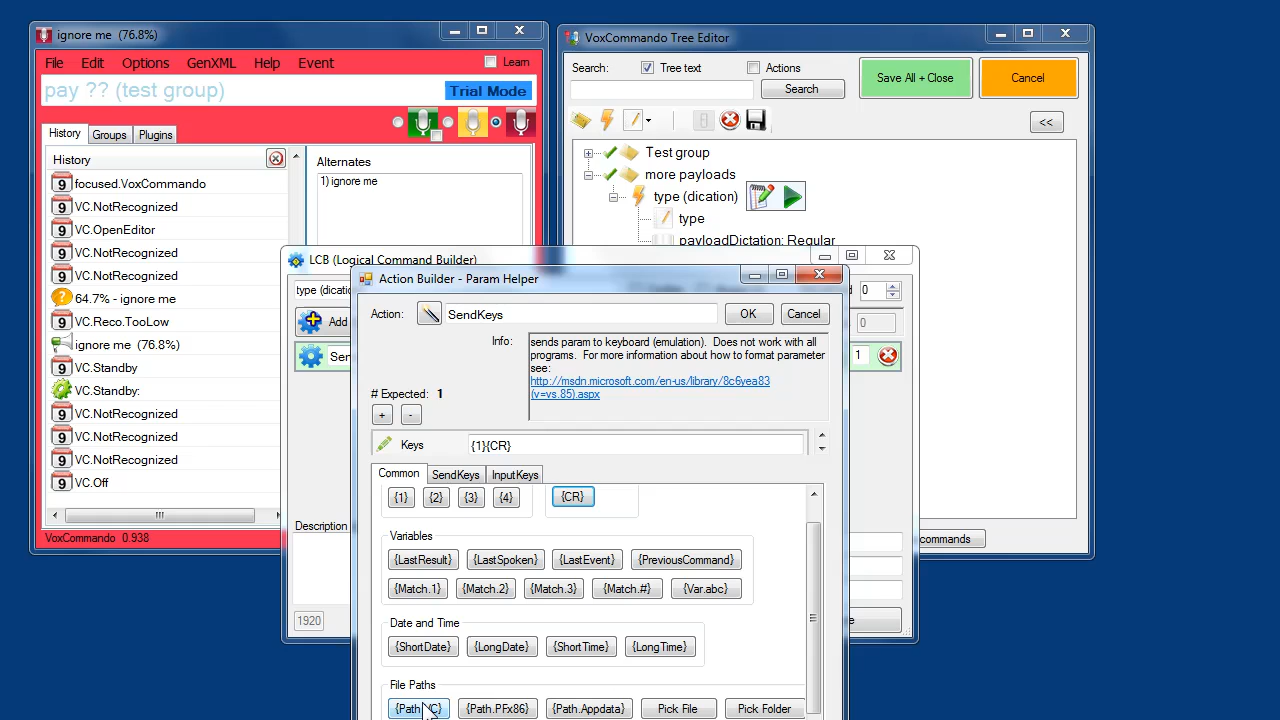 ignore me (76.8%)
File Edit Options GenXML Help Event Learn
pay ?? (test group)
Trial Mode
History Groups Plugins
History
focused.VoxCommando
VC.NotRecognized
VC.OpenEditor
VC.NotRecognized
VC.NotRecognized
64.7% - ignore me
VC.Reco.TooLow
ignore me (76.8%)
VC.Standby
VC.Standby:
VC.NotRecognized
VC.NotRecognized
VC.NotRecognized
VC.Off
Alternates
1) ignore me
VoxCommando 0.938
VoxCommando Tree Editor
Search: Tree text Actions
Search
Save All + Close
Cancel
<<
Test group
more payloads
type (dication)
type
payloadDictation: Regular
LCB (Logical Command Builder)
type (dicatio
0
Add
0
Sen
1
Description
1920
commands
Action Builder - Param Helper
Action: SendKeys OK Cancel
Info:
sends param to keyboard (emulation). Does not work with all
programs. For more information about how to format parameter
see:
http://msdn.microsoft.com/en-us/library/8c6yea83
(v=vs.85).aspx
# Expected: 1
+ -
Keys {1}{CR}
Common SendKeys InputKeys
{1} {2} {3} {4} {CR}
Variables
{LastResult} {LastSpoken} {LastEvent} {PreviousCommand}
{Match.1} {Match.2} {Match.3} {Match.#} {Var.abc}
Date and Time
{ShortDate} {LongDate} {ShortTime} {LongTime}
File Paths
{Path.VC} {Path.PFx86} {Path.Appdata} Pick File Pick Folder